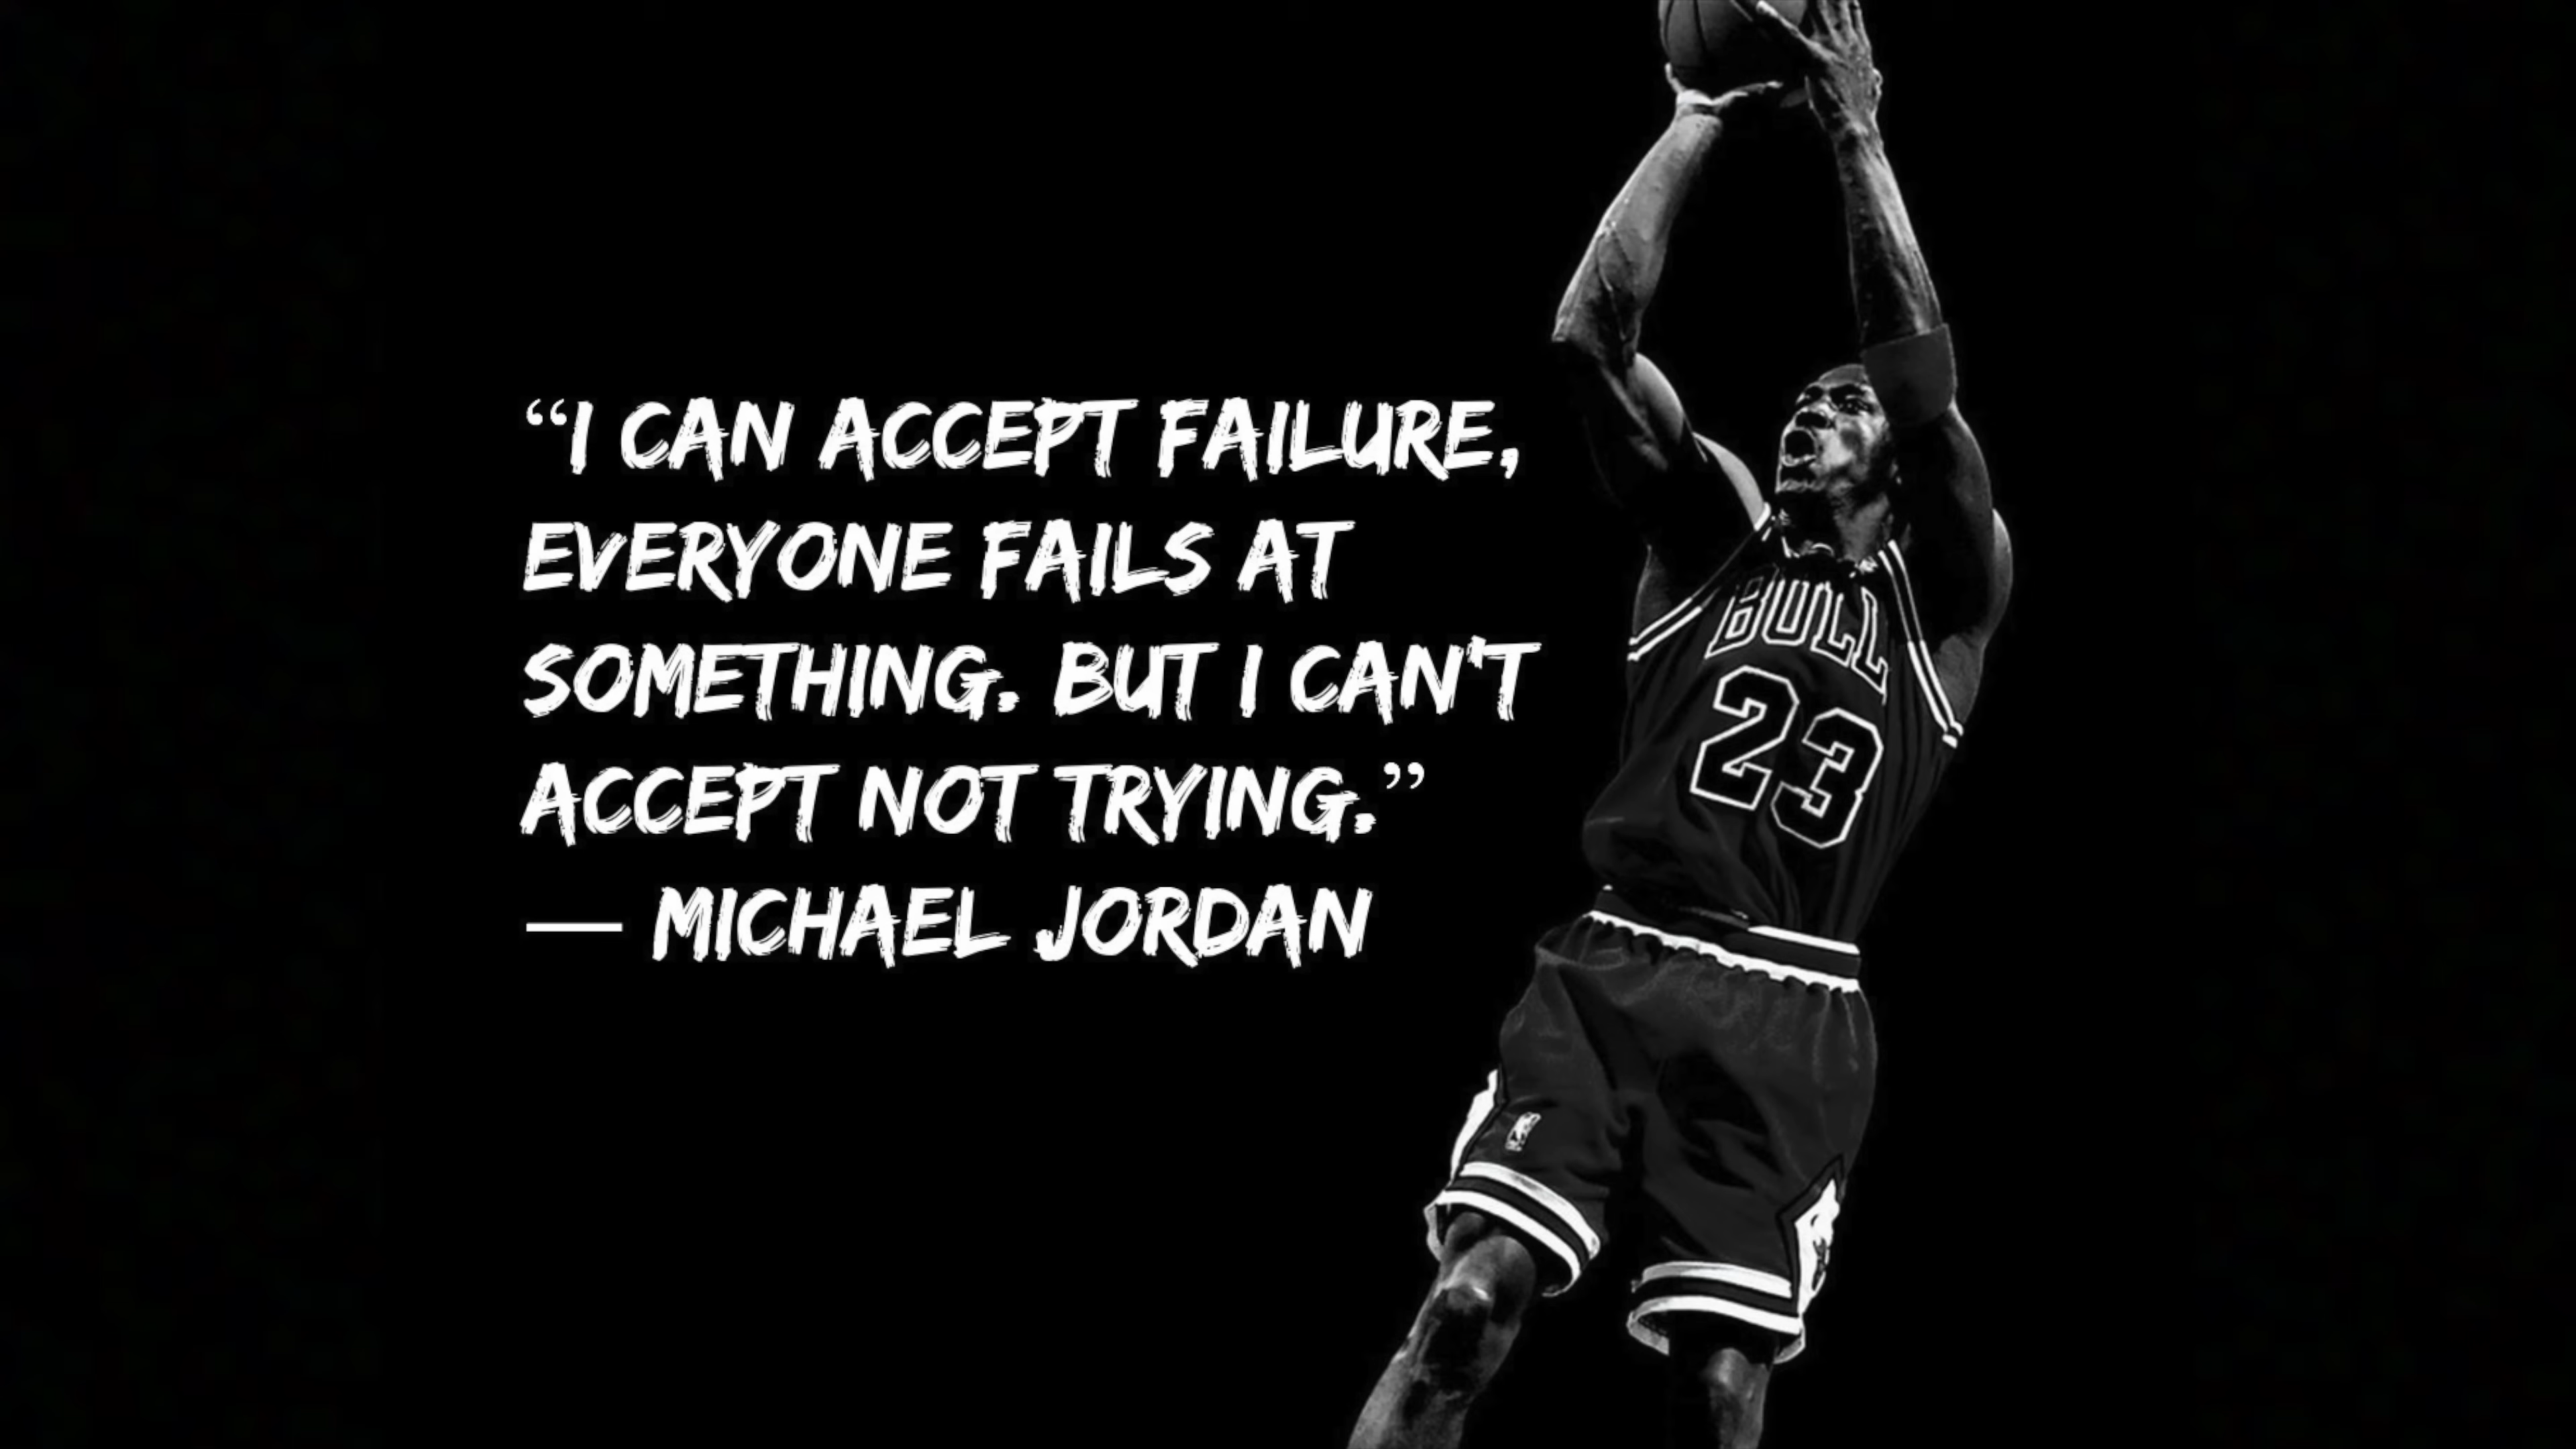 “I CAN ACCEPT FAILURE,
EVERYONE FAILS AT
SOMETHING. BUT I CAN'T
ACCEPT NOT TRYING.”
— MICHAEL JORDAN
BULL
23